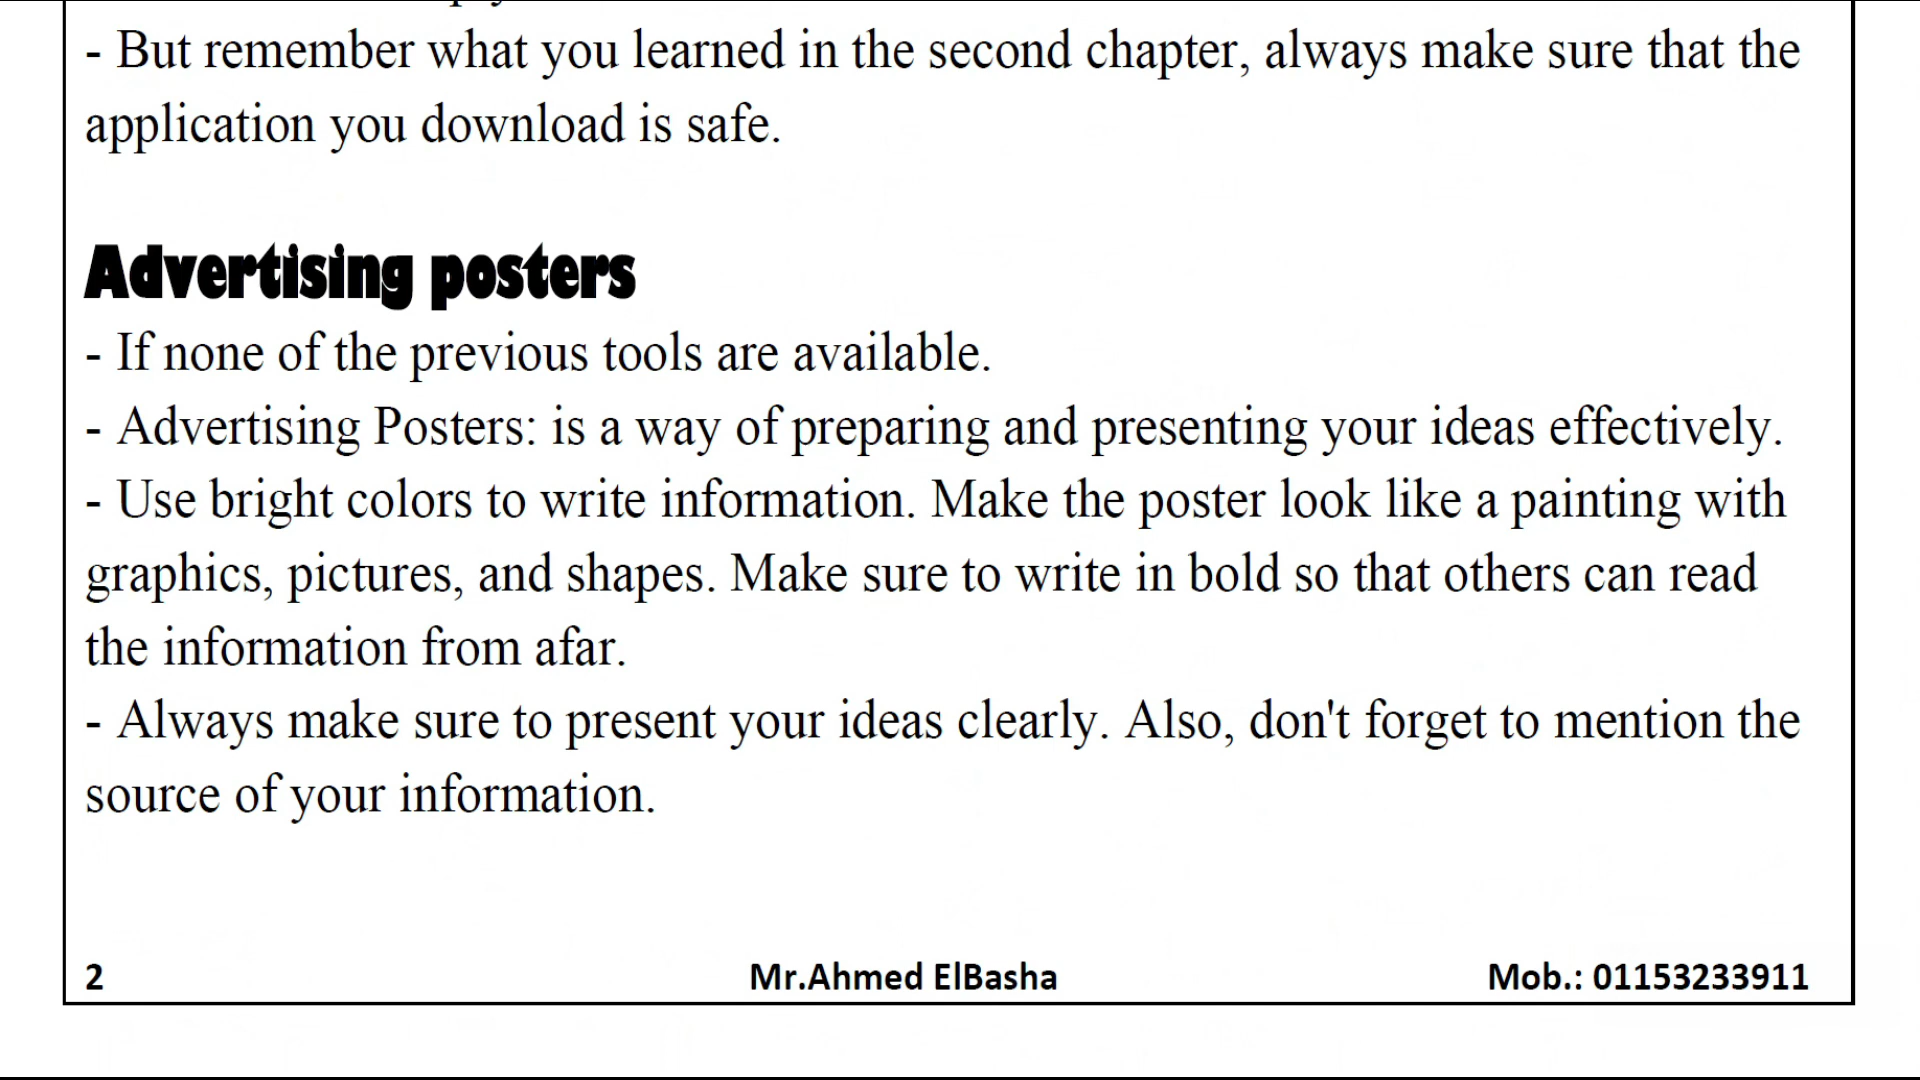 - But remember what you learned in the second chapter, always make sure that the
application you download is safe.
Advertising posters
- If none of the previous tools are available.
- Advertising Posters: is a way of preparing and presenting your ideas effectively.
- Use bright colors to write information. Make the poster look like a painting with
graphics, pictures, and shapes. Make sure to write in bold so that others can read
the information from afar.
- Always make sure to present your ideas clearly. Also, don't forget to mention the
source of your information.
2 Mr.Ahmed ElBasha Mob.: 01153233911